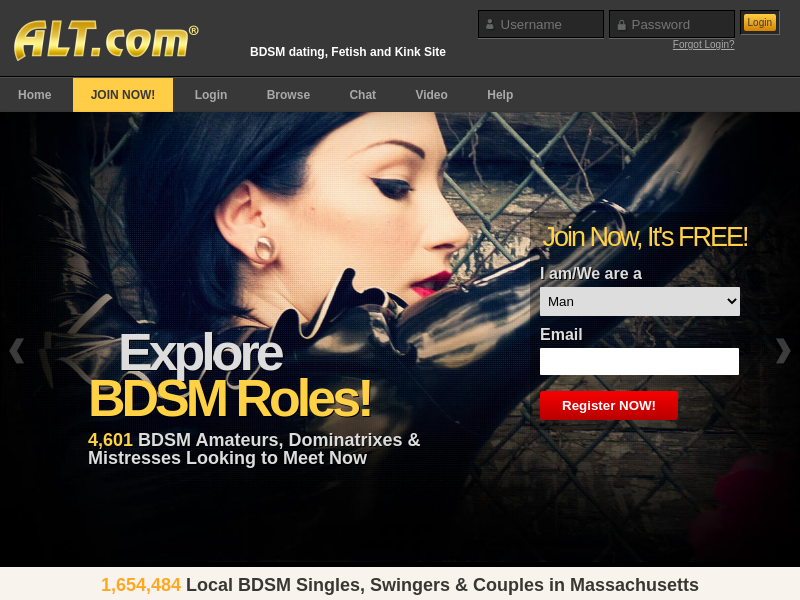 ALT.com®
BDSM dating, Fetish and Kink Site
Username
Password
Login
Forgot Login?
Home
JOIN NOW!
Login
Browse
Chat
Video
Help
Join Now, It's FREE!
I am/We are a
Man
Email
Register NOW!
Explore
BDSM Roles!
4,601 BDSM Amateurs, Dominatrixes &
Mistresses Looking to Meet Now
1,654,484 Local BDSM Singles, Swingers & Couples in Massachusetts